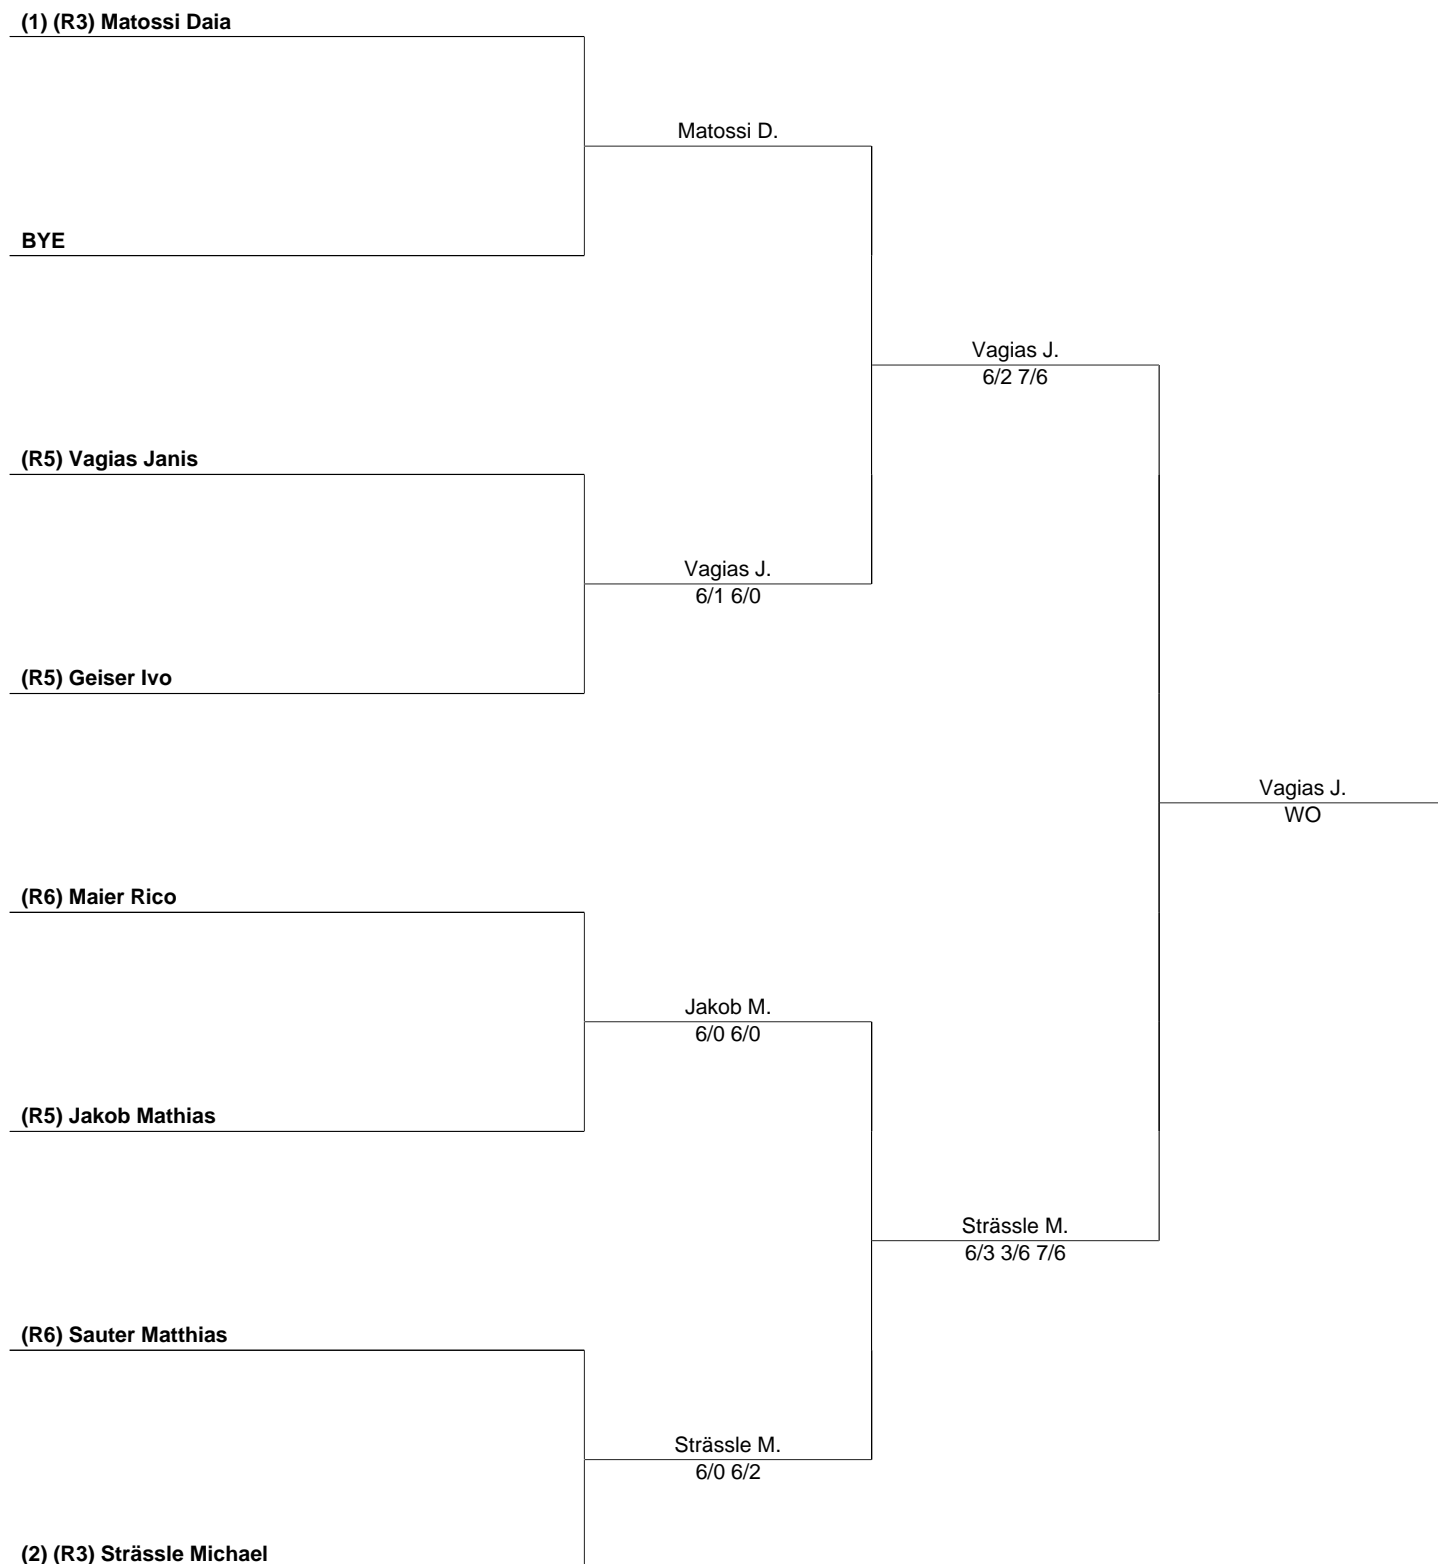 (1) (R3) Matossi Daia
Matossi D.
BYE
Vagias J.
6/2 7/6
(R5) Vagias Janis
Vagias J.
6/1 6/0
(R5) Geiser Ivo
Vagias J.
WO
(R6) Maier Rico
Jakob M.
6/0 6/0
(R5) Jakob Mathias
Strässle M.
6/3 3/6 7/6
(R6) Sauter Matthias
Strässle M.
6/0 6/2
(2) (R3) Strässle Michael